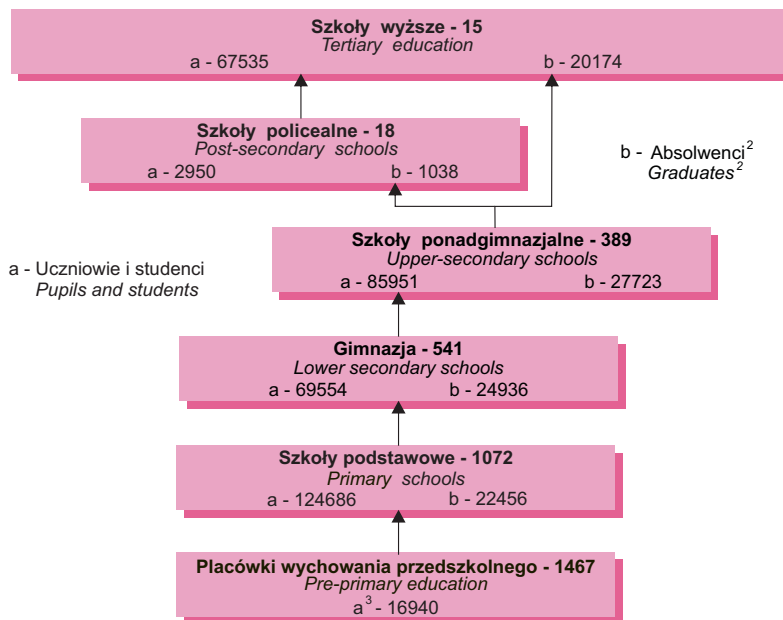 Szkoły wyższe - 15
Tertiary education
a - 67535 b - 20174
Szkoły policealne - 18
Post-secondary schools
a - 2950 b - 1038
b - Absolwenci²
Graduates²
Szkoły ponadgimnazjalne - 389
Upper-secondary schools
a - 85951 b - 27723
a - Uczniowie i studenci
Pupils and students
Gimnazja - 541
Lower secondary schools
a - 69554 b - 24936
Szkoły podstawowe - 1072
Primary schools
a - 124686 b - 22456
Placówki wychowania przedszkolnego - 1467
Pre-primary education
a³ - 16940